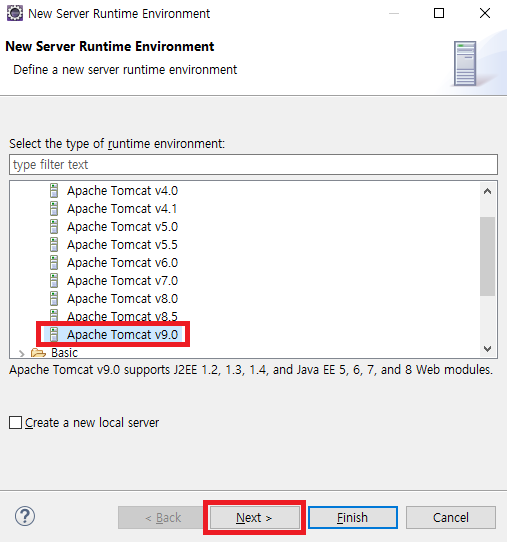 New Server Runtime Environment
New Server Runtime Environment
Define a new server runtime environment
Select the type of runtime environment:
type filter text
Apache Tomcat v4.0
Apache Tomcat v4.1
Apache Tomcat v5.0
Apache Tomcat v5.5
Apache Tomcat v6.0
Apache Tomcat v7.0
Apache Tomcat v8.0
Apache Tomcat v8.5
Apache Tomcat v9.0
Basic
Apache Tomcat v9.0 supports J2EE 1.2, 1.3, 1.4, and Java EE 5, 6, 7, and 8 Web modules.
Create a new local server
? < Back Next > Finish Cancel